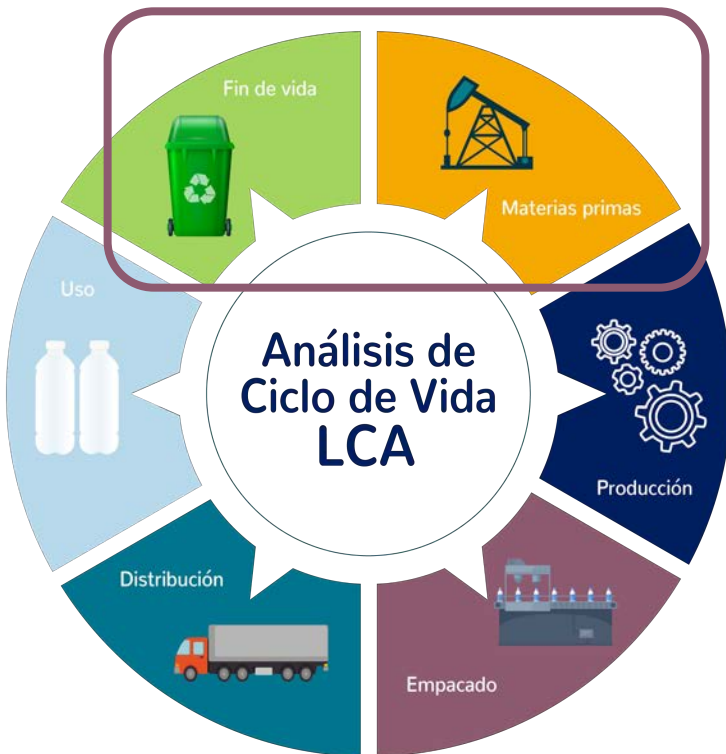 Fin de vida
Materias primas
Uso
Análisis de
Ciclo de Vida
LCA
Producción
Distribución
Empacado